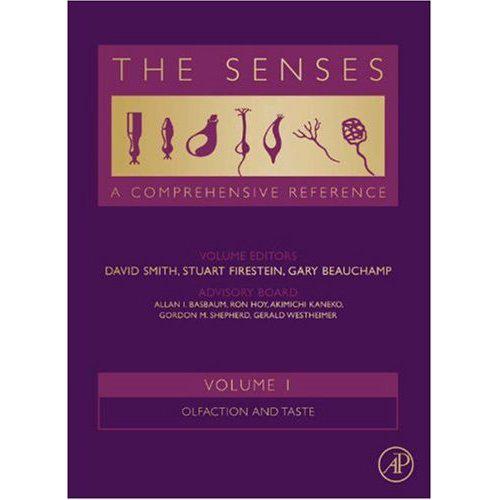 THE SENSES
A COMPREHENSIVE REFERENCE
VOLUME EDITORS
DAVID SMITH, STUART FIRESTEIN, GARY BEAUCHAMP
ADVISORY BOARD
ALLAN I. BASBAUM, RON HOY, AKIMICHI KANEKO,
GORDON M. SHEPHERD, GERALD WESTHEIMER
VOLUME 1
OLFACTION AND TASTE
AP